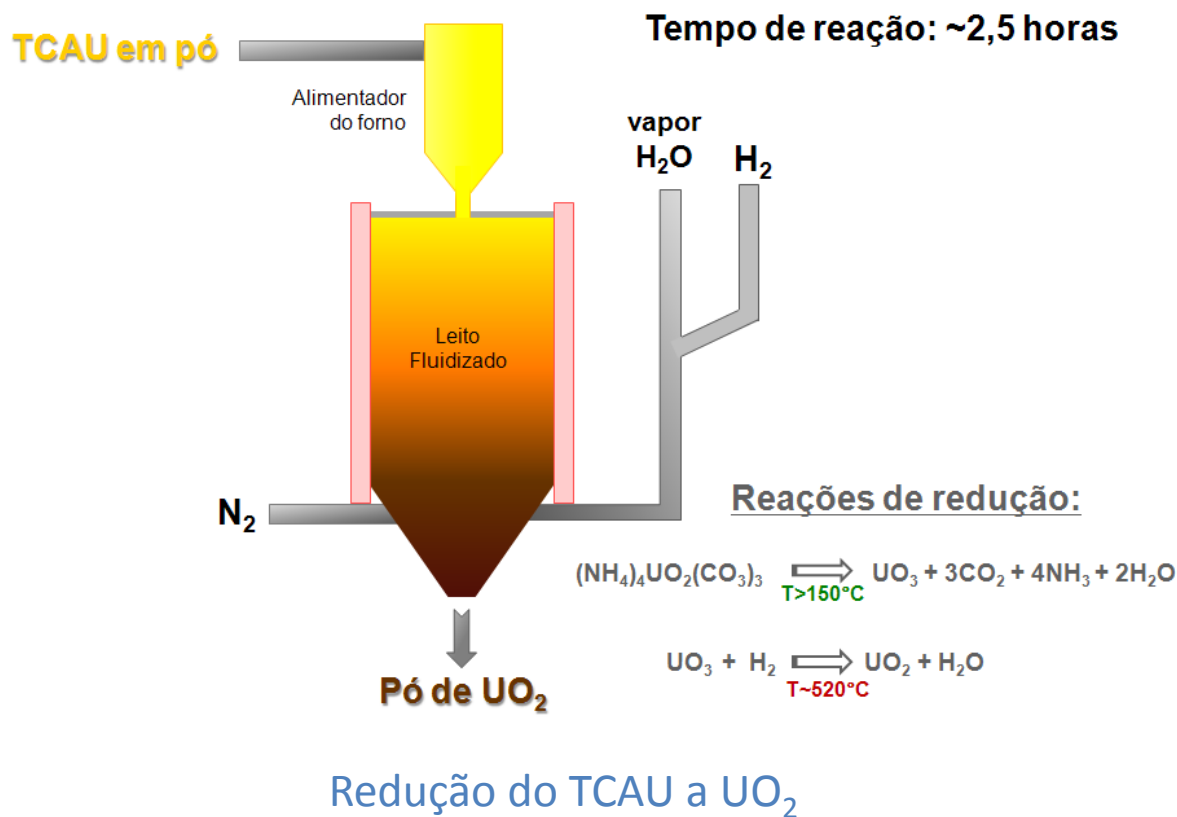 TCAU em pó
Tempo de reação: ~2,5 horas
Alimentador
do forno
vapor
H₂O
H₂
Leito
Fluidizado
N₂
Reações de redução:
(NH₄)₄UO₂(CO₃)₃ ⇒ UO₃ + 3CO₂ + 4NH₃ + 2H₂O
T>150°C
UO₃ + H₂ ⇒ UO₂ + H₂O
T~520°C
Pó de UO₂
Redução do TCAU a UO₂